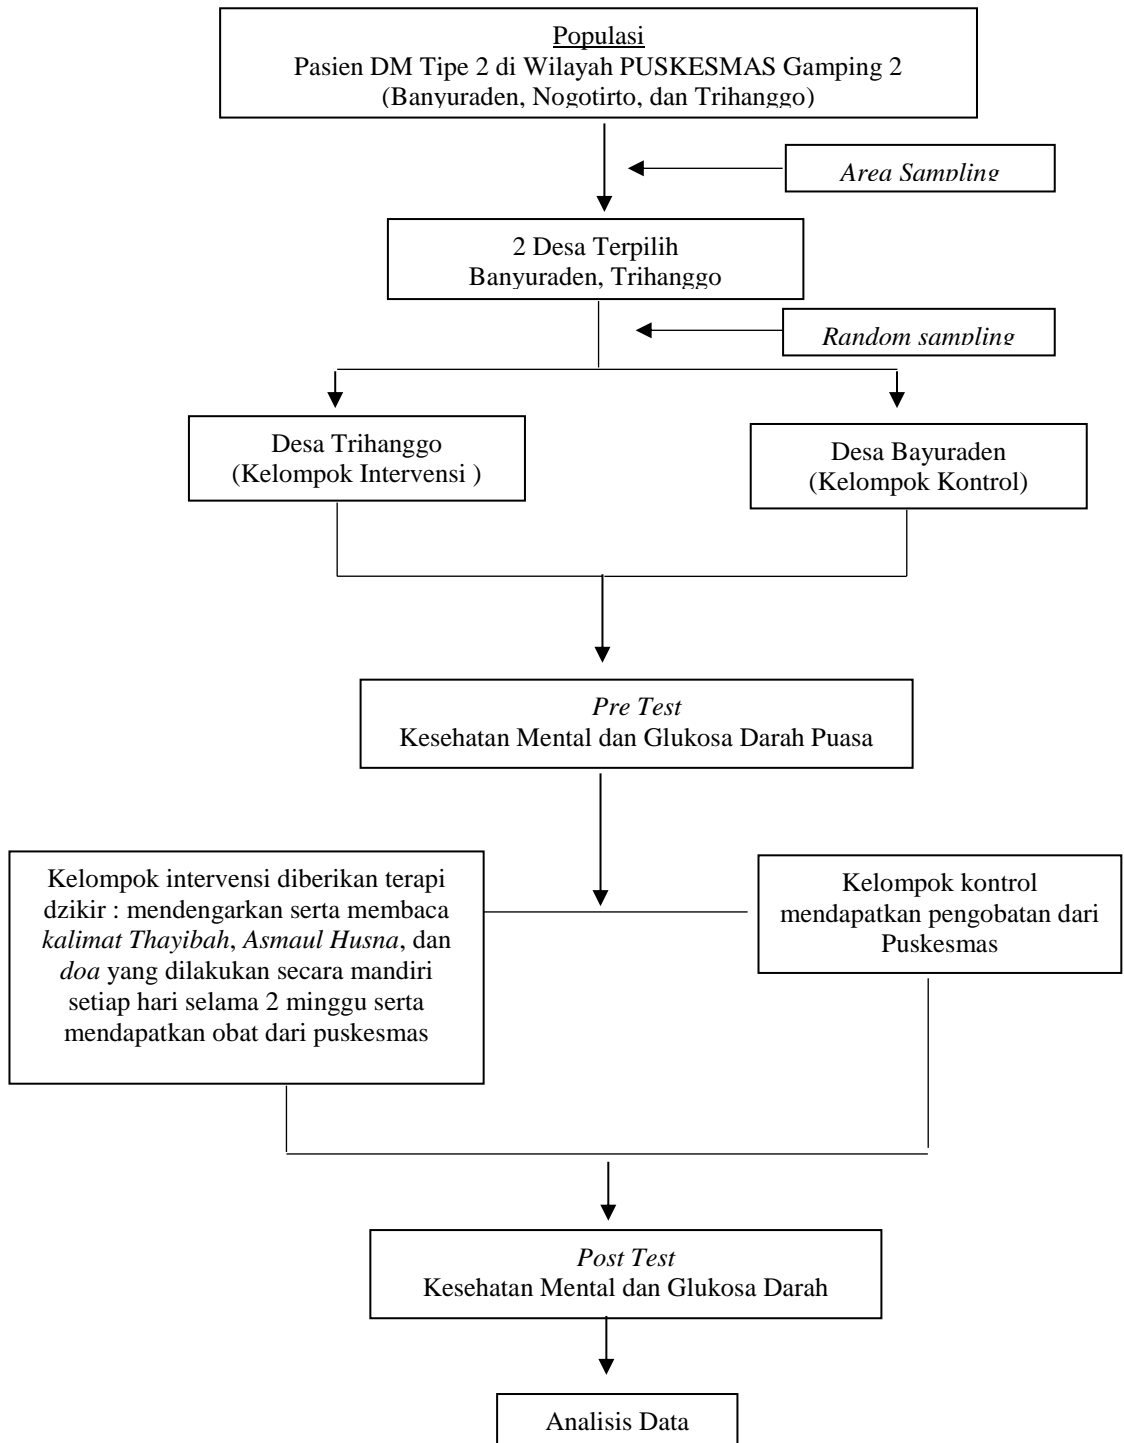 Populasi
Pasien DM Tipe 2 di Wilayah PUSKESMAS Gamping 2
(Banyuraden, Nogotirto, dan Trihanggo)
Area Sampling
2 Desa Terpilih
Banyuraden, Trihanggo
Random sampling
Desa Trihanggo
(Kelompok Intervensi )
Desa Bayuraden
(Kelompok Kontrol)
Pre Test
Kesehatan Mental dan Glukosa Darah Puasa
Kelompok intervensi diberikan terapi
dzikir : mendengarkan serta membaca
kalimat Thayibah, Asmaul Husna, dan
doa yang dilakukan secara mandiri
setiap hari selama 2 minggu serta
mendapatkan obat dari puskesmas
Kelompok kontrol
mendapatkan pengobatan dari
Puskesmas
Post Test
Kesehatan Mental dan Glukosa Darah
Analisis Data